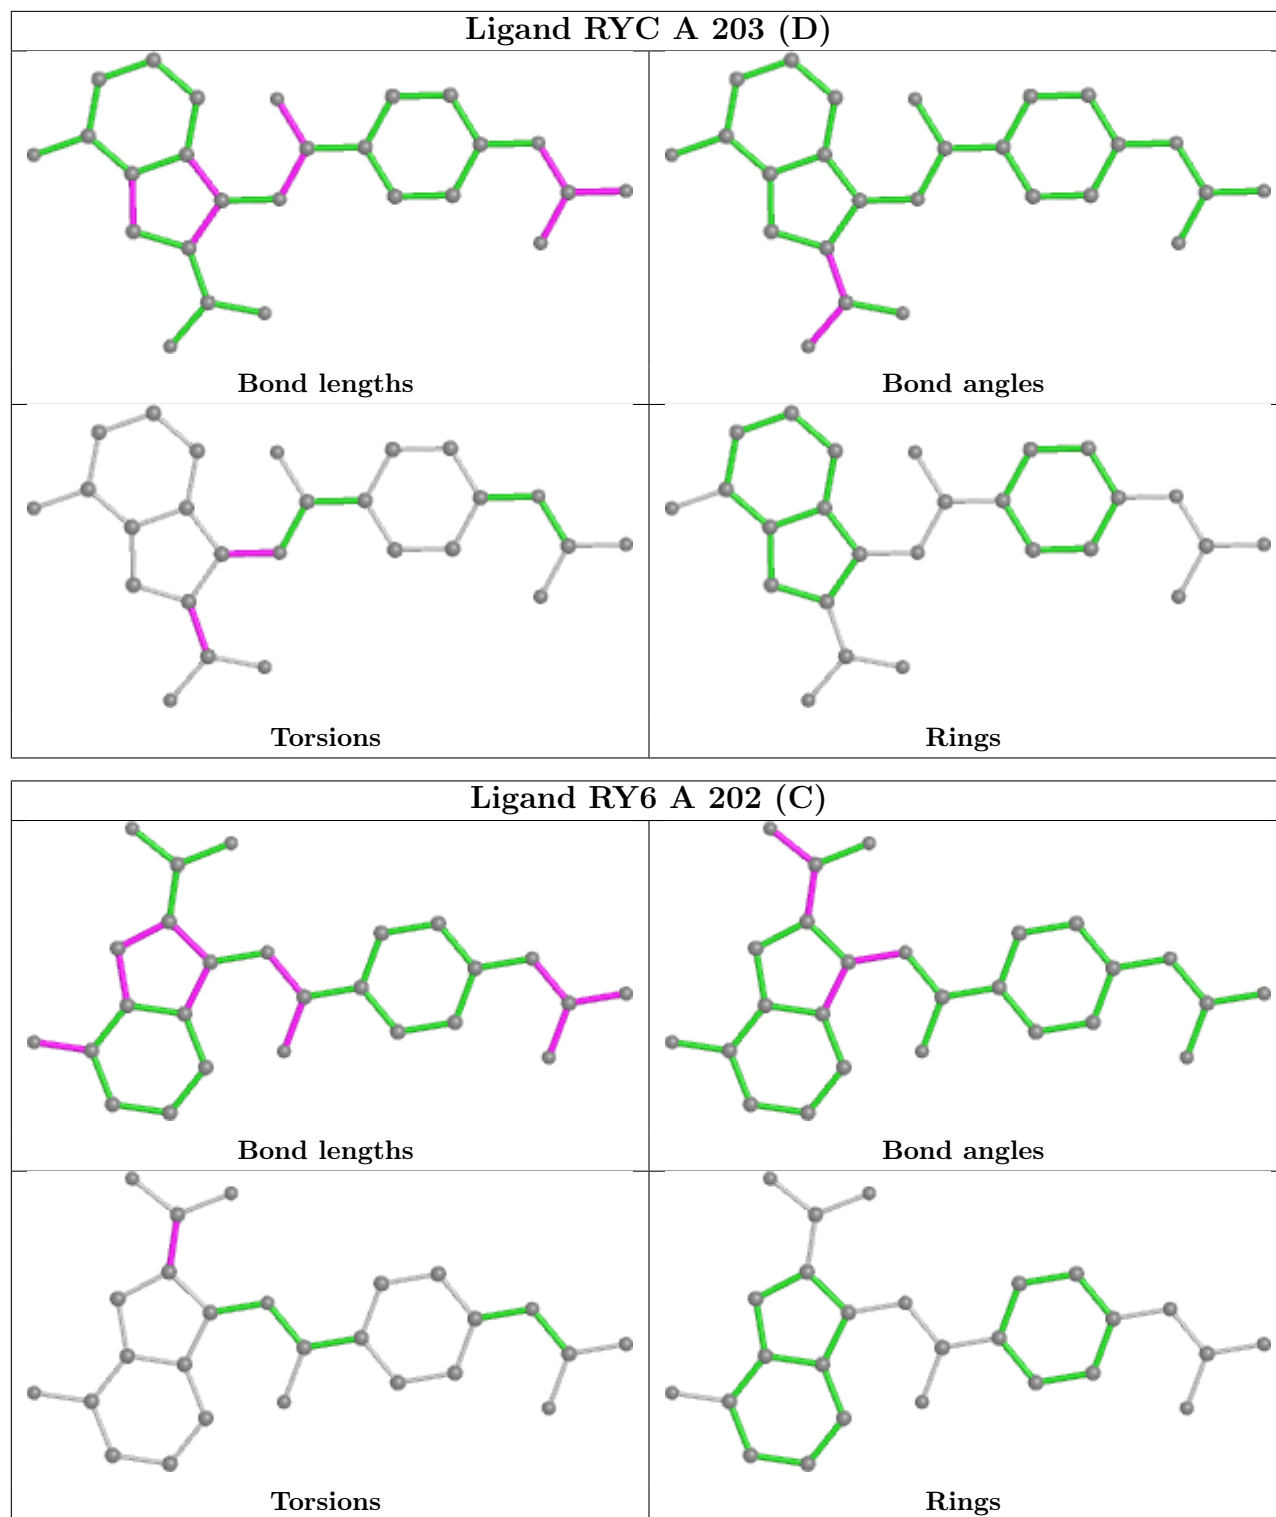 Ligand RYC A 203 (D)
Bond lengths
Bond angles
Torsions
Rings
Ligand RY6 A 202 (C)
Bond lengths
Bond angles
Torsions
Rings